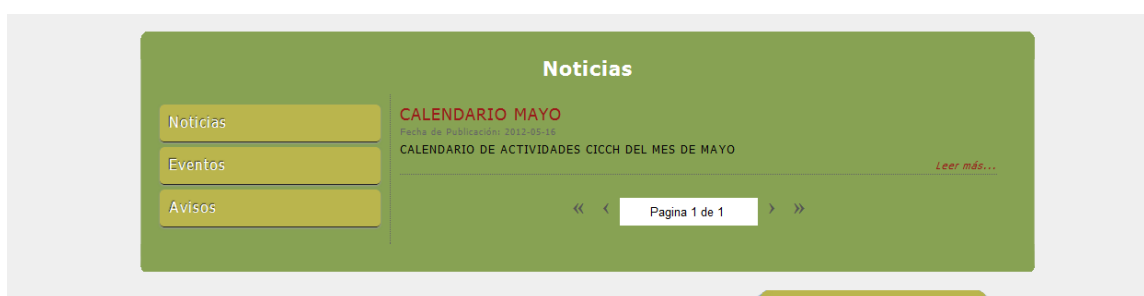 Noticias
Noticias
Eventos
Avisos
CALENDARIO MAYO
Fecha de Publicación: 2012-05-16
CALENDARIO DE ACTIVIDADES CICCH DEL MES DE MAYO
Leer más...
« ‹ Pagina 1 de 1 › »